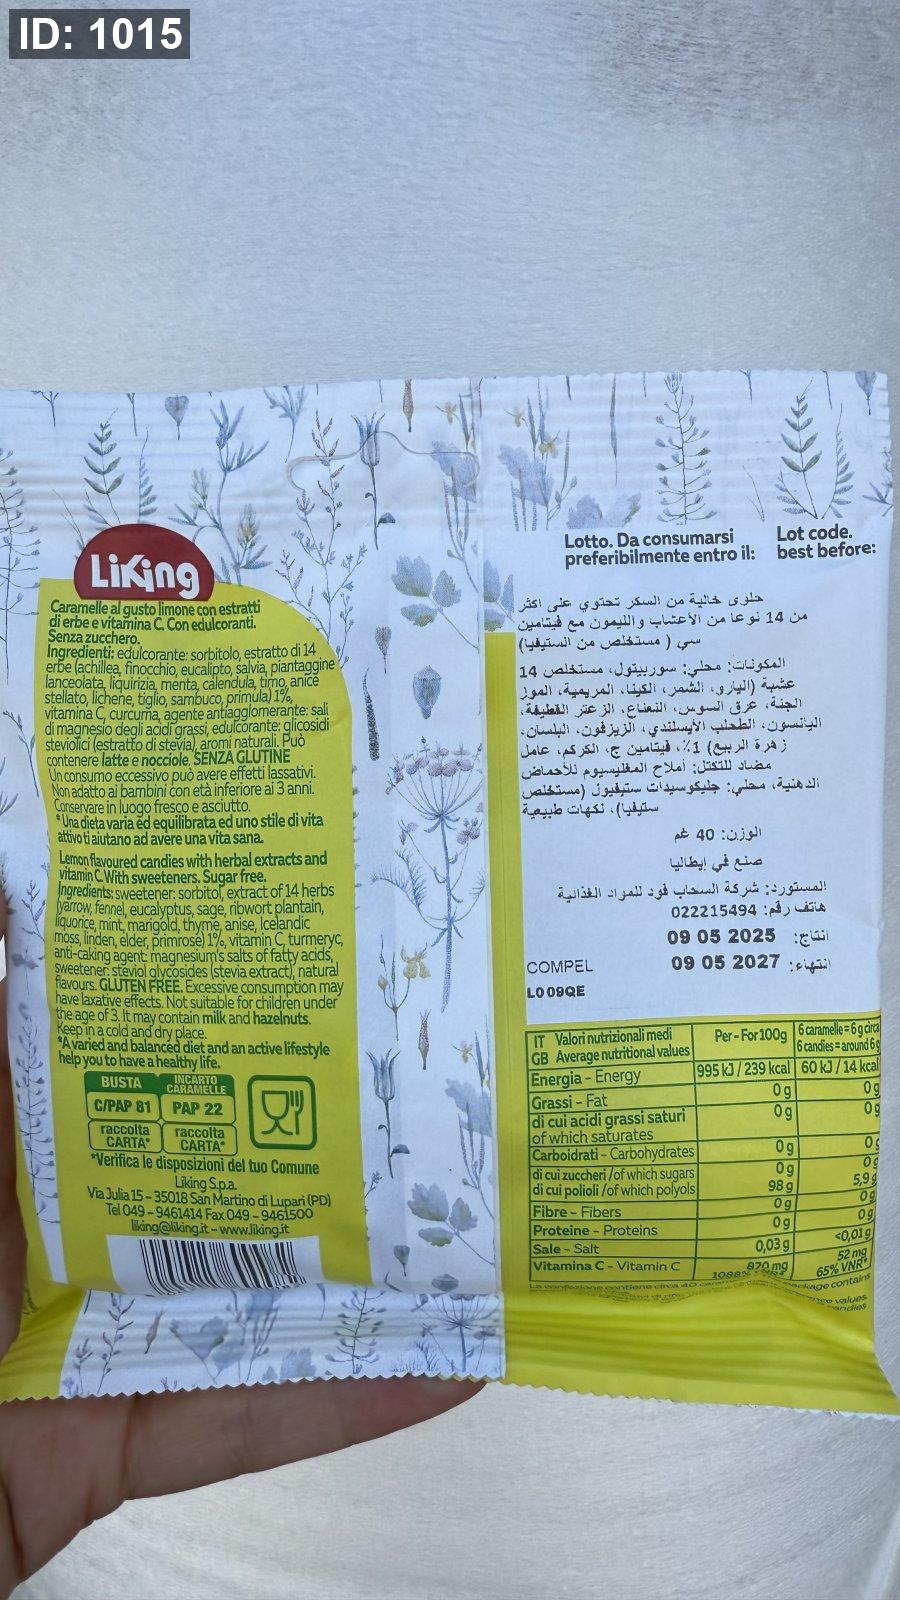 ID: 1015
LiKing
Caramelle al gusto limone con estratti
di erbe e vitamina C. Con edulcoranti.
Senza zucchero.
Ingredienti: edulcorante: sorbitolo, estratto di 14
erbe (achillea, finocchio, eucalipto, salvia, piantaggine
lanceolata, liquirizia, menta, calendula, timo, anice
stellato, lichene, tiglio, sambuco, primula) 1%,
vitamina C, curcuma, agente antiagglomerante: sali
di magnesio degli acidi grassi, edulcorante: glicosidi
steviolici (estratto di stevia), aromi naturali. Può
contenere latte e nocciole. SENZA GLUTINE
Un consumo eccessivo può avere effetti lassativi.
Non adatto ai bambini con età inferiore ai 3 anni.
Conservare in luogo fresco e asciutto.
* Una dieta varia ed equilibrata ed uno stile di vita
attivo ti aiutano ad avere una vita sana.
Lemon flavoured candies with herbal extracts and
vitamin C. With sweeteners. Sugar free.
Ingredients: sweetener: sorbitol, extract of 14 herbs
(yarrow, fennel, eucalyptus, sage, ribwort plantain,
liquorice, mint, marigold, thyme, anise, Icelandic
moss, linden, elder, primrose) 1%, vitamin C, turmeryc,
anti-caking agent: magnesium's salts of fatty acids,
sweetener: steviol glycosides (stevia extract), natural
flavours. GLUTEN FREE. Excessive consumption may
have laxative effects. Not suitable for children under
the age of 3. It may contain milk and hazelnuts.
Keep in a cold and dry place.
*A varied and balanced diet and an active lifestyle
help you to have a healthy life.
BUSTA INCARTO CARAMELLE
C/PAP 81 PAP 22
raccolta CARTA* raccolta CARTA*
*Verifica le disposizioni del tuo Comune
Liking S.p.a.
Via Julia 15 – 35018 San Martino di Lupari (PD)
Tel 049 – 9461414 Fax 049 – 9461500
liking@liking.it – www.liking.it
Lotto. Da consumarsi Lot code.
preferibilmente entro il: best before:
حلوى خالية من السكر تحتوي على اكثر
من 14 نوعا من الأعشاب والليمون مع فيتامين
سي ( مستخلص من الستيفيا)
المكونات: محلي: سوربيتول، مستخلص 14
عشبة (اليارو، الشمر، الكينا، المريمية، الموز
الجنة، عرق السوس، النعناع، الزعتر القطيفة،
اليانسون، الطحلب الأيسلندي، الزيزفون، البلسان،
زهرة الربيع) 1٪، فيتامين ج، الكركم، عامل
مضاد للتكتل: أملاح المغليسيوم للأحماض
الدهنية، محلي: جليكوسيدات ستيفيول (مستخلص
ستيفيا)، نكهات طبيعية
الوزن: 40 غم
صنع في إيطاليا
المستورد: شركة السحاب فود للمواد الغذائية
هاتف رقم: 022215494
انتاج: 09 05 2025
انتهاء: 09 05 2027
COMPEL
L009QE
IT Valori nutrizionali medi Per - For 100g 6 caramelle = 6 g circa
GB Average nutritional values 6 candies = around 6 g
Energia - Energy 995 kJ / 239 kcal 60 kJ / 14 kcal
Grassi - Fat 0 g 0 g
di cui acidi grassi saturi 0 g 0 g
of which saturates
Carboidrati - Carbohydrates 0 g 0 g
di cui zuccheri /of which sugars 0 g 0 g
di cui polioli /of which polyols 98 g 5,9 g
Fibre - Fibers 0 g 0 g
Proteine - Proteins 0 g 0 g
Sale - Salt 0,03 g <0,01 g
Vitamina C - Vitamin C 870 mg 52 mg
1088% 65% VNR*
La confezione contiene circa 40 package contains
values